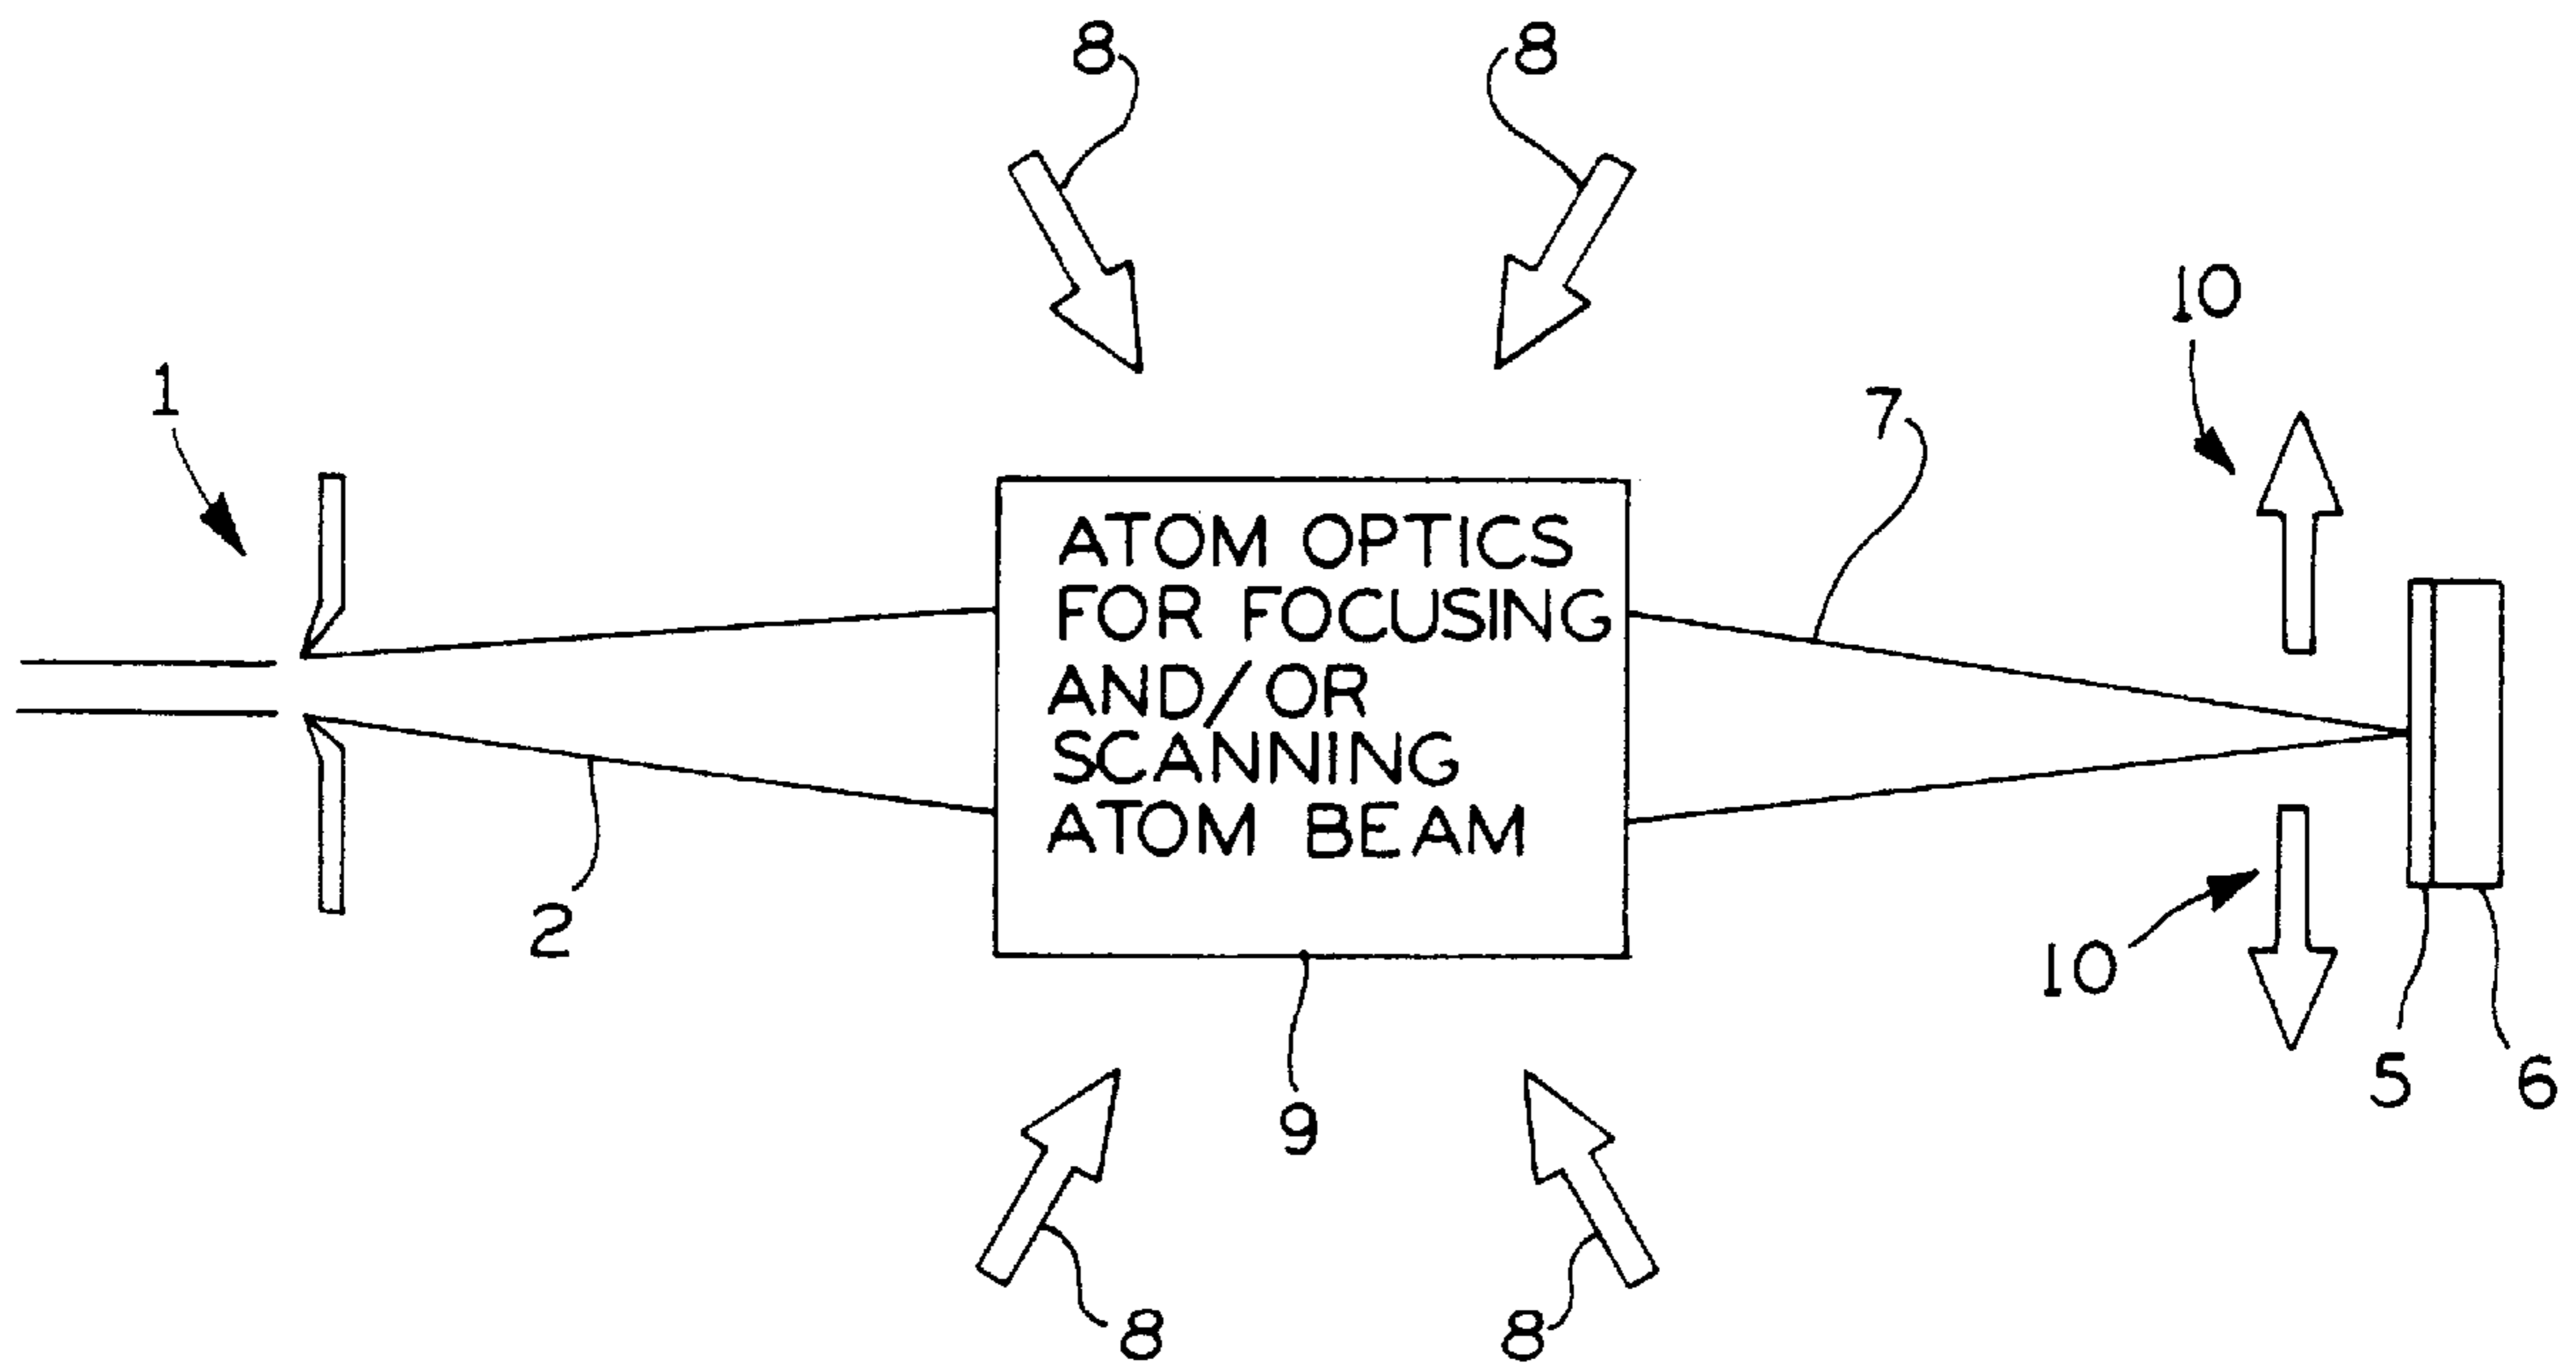 8 8
10
1
7
ATOM OPTICS
FOR FOCUSING
AND/OR
SCANNING
ATOM BEAM
2
10
5 6
9
8 8